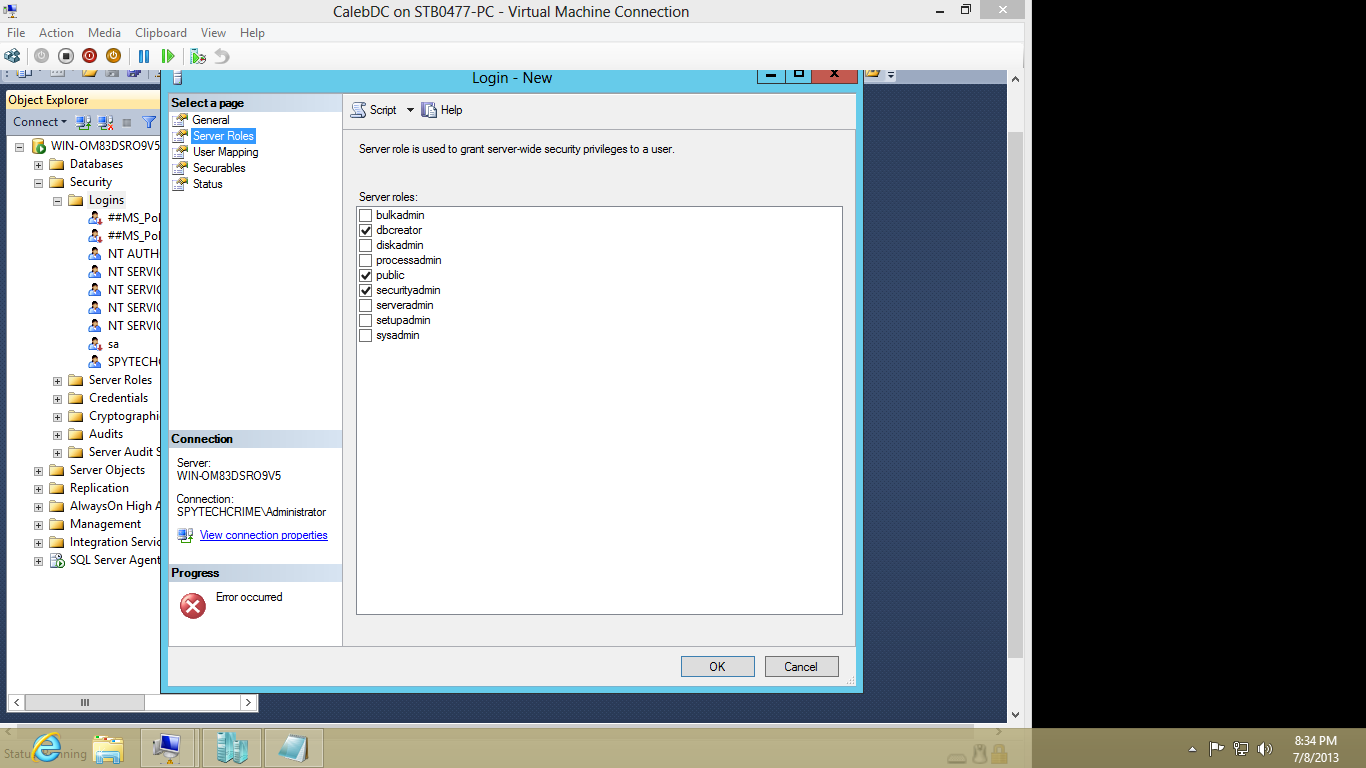 CalebDC on STB0477-PC - Virtual Machine Connection
File Action Media Clipboard View Help
Login - New
Object Explorer
Connect
WIN-OM83DSRO9V5
Databases
Security
Logins
##MS_Pol
##MS_Pol
NT AUTH
NT SERVIC
NT SERVIC
NT SERVIC
NT SERVIC
sa
SPYTECH
Server Roles
Credentials
Cryptographi
Audits
Server Audit S
Server Objects
Replication
AlwaysOn High A
Management
Integration Servic
SQL Server Agent
Select a page
General
Server Roles
User Mapping
Securables
Status
Connection
Server:
WIN-OM83DSRO9V5
Connection:
SPYTECHCRIME\Administrator
View connection properties
Progress
Error occurred
Script Help
Server role is used to grant server-wide security privileges to a user.
Server roles:
bulkadmin
dbcreator
diskadmin
processadmin
public
securityadmin
serveradmin
setupadmin
sysadmin
OK Cancel
8:34 PM
7/8/2013